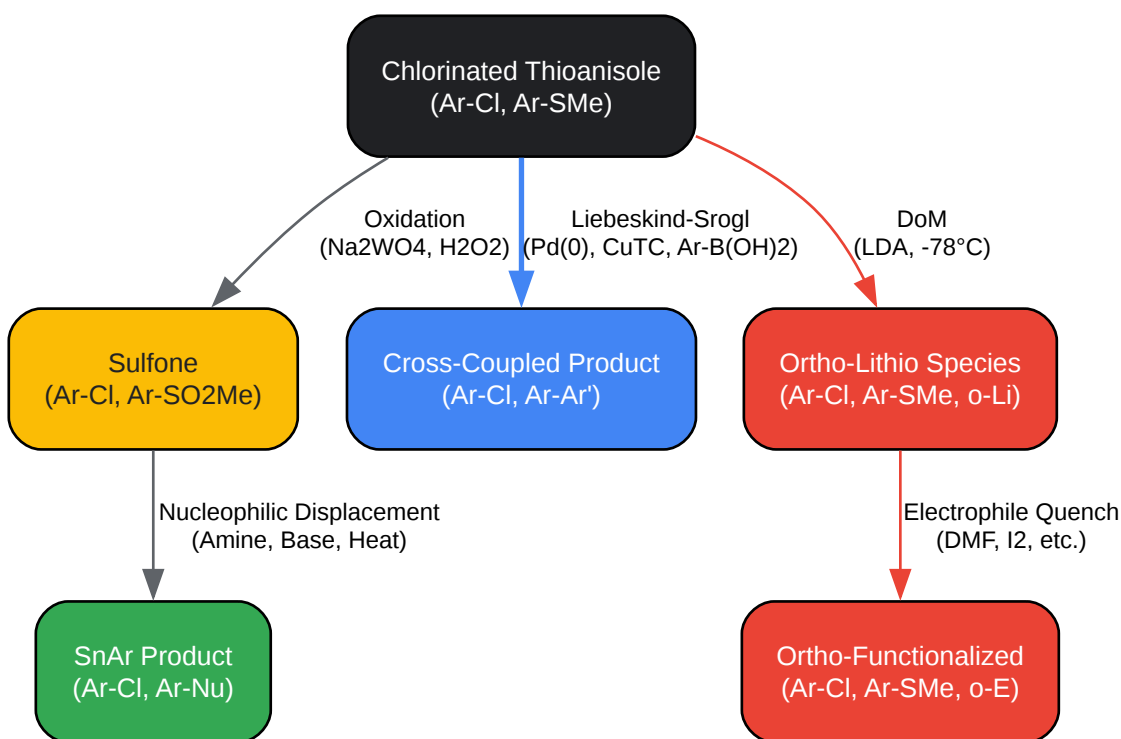 Chlorinated Thioanisole
(Ar-Cl, Ar-SMe)
Oxidation
(Na2WO4, H2O2)
Liebeskind-Srogl
(Pd(0), CuTC, Ar-B(OH)2)
DoM
(LDA, -78°C)
Sulfone
(Ar-Cl, Ar-SO2Me)
Cross-Coupled Product
(Ar-Cl, Ar-Ar')
Ortho-Lithio Species
(Ar-Cl, Ar-SMe, o-Li)
Nucleophilic Displacement
(Amine, Base, Heat)
Electrophile Quench
(DMF, I2, etc.)
SnAr Product
(Ar-Cl, Ar-Nu)
Ortho-Functionalized
(Ar-Cl, Ar-SMe, o-E)